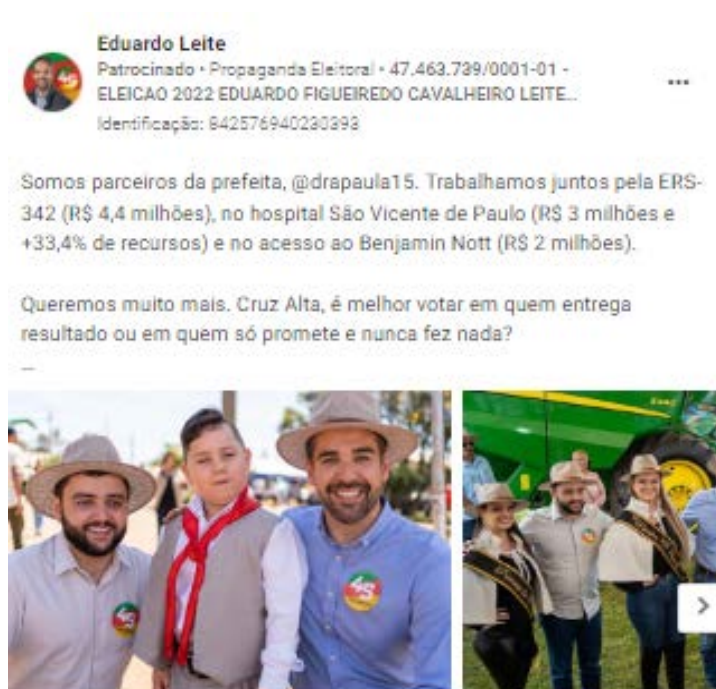 Eduardo Leite
Patrocinado • Propaganda Eleitoral • 47.463.739/0001-01 -
ELEICAO 2022 EDUARDO FIGUEIREDO CAVALHEIRO LEITE...
Identificação: 842576940230393
Somos parceiros da prefeita, @drapaula15. Trabalhamos juntos pela ERS-
342 (R$ 4,4 milhões), no hospital São Vicente de Paulo (R$ 3 milhões e
+33,4% de recursos) e no acesso ao Benjamin Nott (R$ 2 milhões).
Queremos muito mais. Cruz Alta, é melhor votar em quem entrega
resultado ou em quem só promete e nunca fez nada?
—
45
45
45